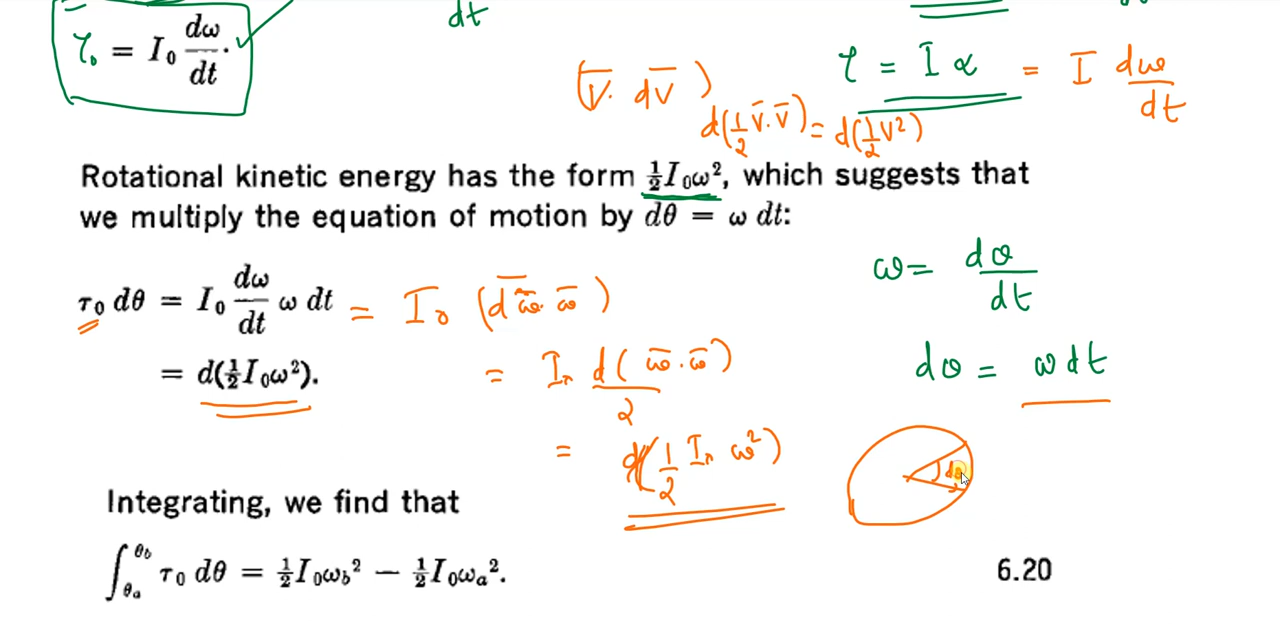 dt
τ₀ = I₀ dω/dt.
τ = I α = I dω/dt
(V̅. dV̅)
d(½ V̅.V̅) = d(½V²)
Rotational kinetic energy has the form ½I₀ω², which suggests that
we multiply the equation of motion by dθ = ω dt:
ω = dθ/dt
τ₀ dθ = I₀ dω/dt ω dt = I₀ (dω̅. ω̅)
= d(½I₀ω²). = I₀ d(ω̅.ω̅)/2
dθ = ω dt
= d(½ I₀ ω²)
dθ
Integrating, we find that
∫θₐ^θb τ₀ dθ = ½I₀ωb² − ½I₀ωₐ². 6.20